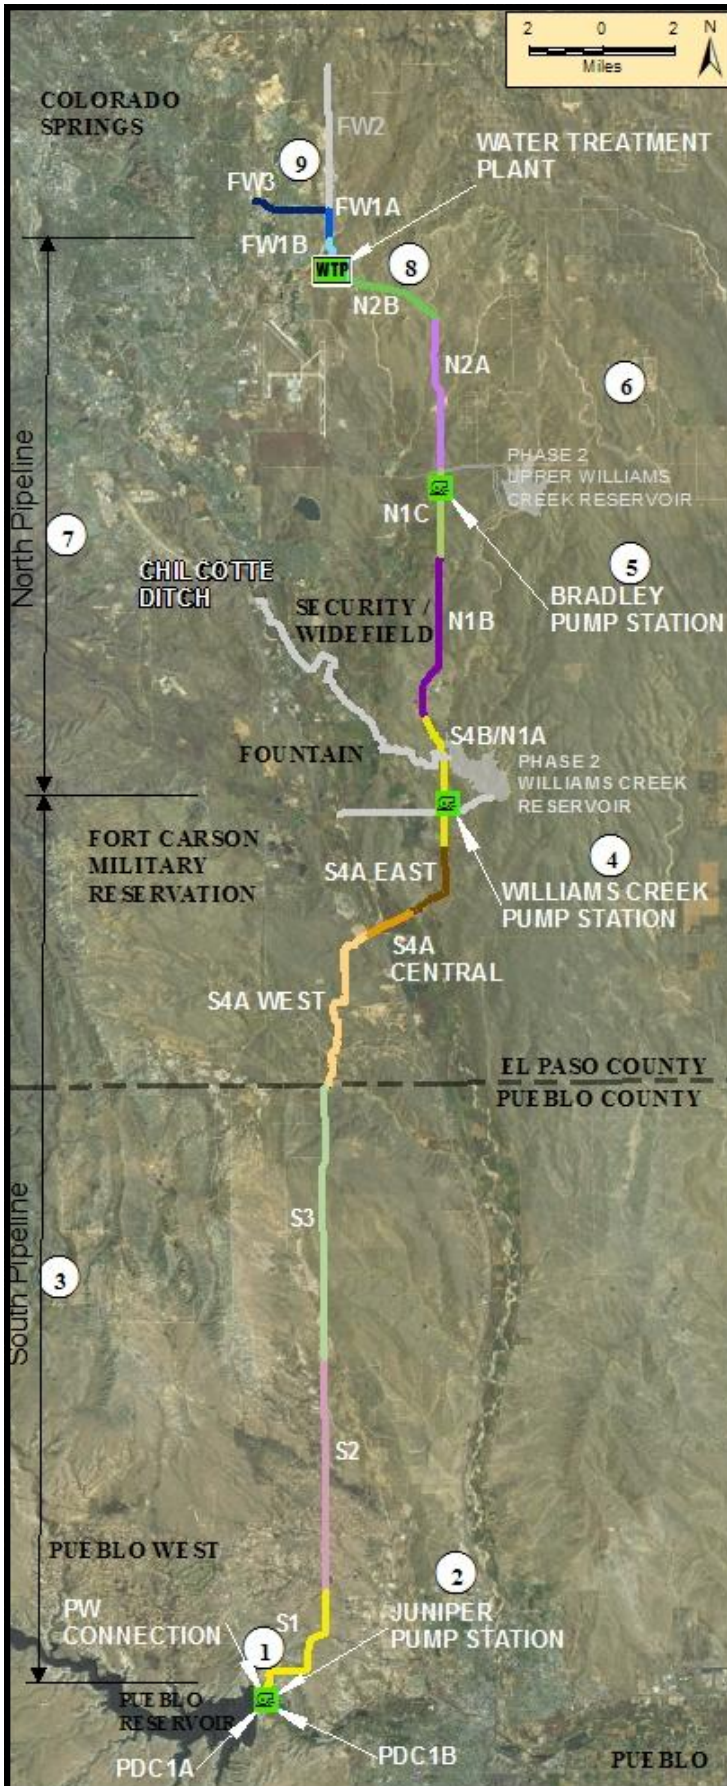 2 0 2 N
Miles
COLORADO
SPRINGS
FW2
WATER TREATMENT
PLANT
9
FW3
FW1A
FW1B
WTP
8
N2B
N2A
6
PHASE 2
UPPER WILLIAMS
CREEK RESERVOIR
N1C
North Pipeline
7
5
CHILCOTTE
DITCH
BRADLEY
PUMP STATION
SECURITY /
WIDEFIELD
N1B
S4B/N1A
FOUNTAIN
PHASE 2
WILLIAMS CREEK
RESERVOIR
FORT CARSON
MILITARY
RESERVATION
4
S4A EAST
WILLIAMS CREEK
PUMP STATION
S4A
CENTRAL
S4A WEST
EL PASO COUNTY
PUEBLO COUNTY
S3
South Pipeline
3
S2
PUEBLO WEST
2
PW
CONNECTION
S1
JUNIPER
PUMP STATION
1
PUEBLO
RESERVOIR
PDC1A
PDC1B
PUEBLO